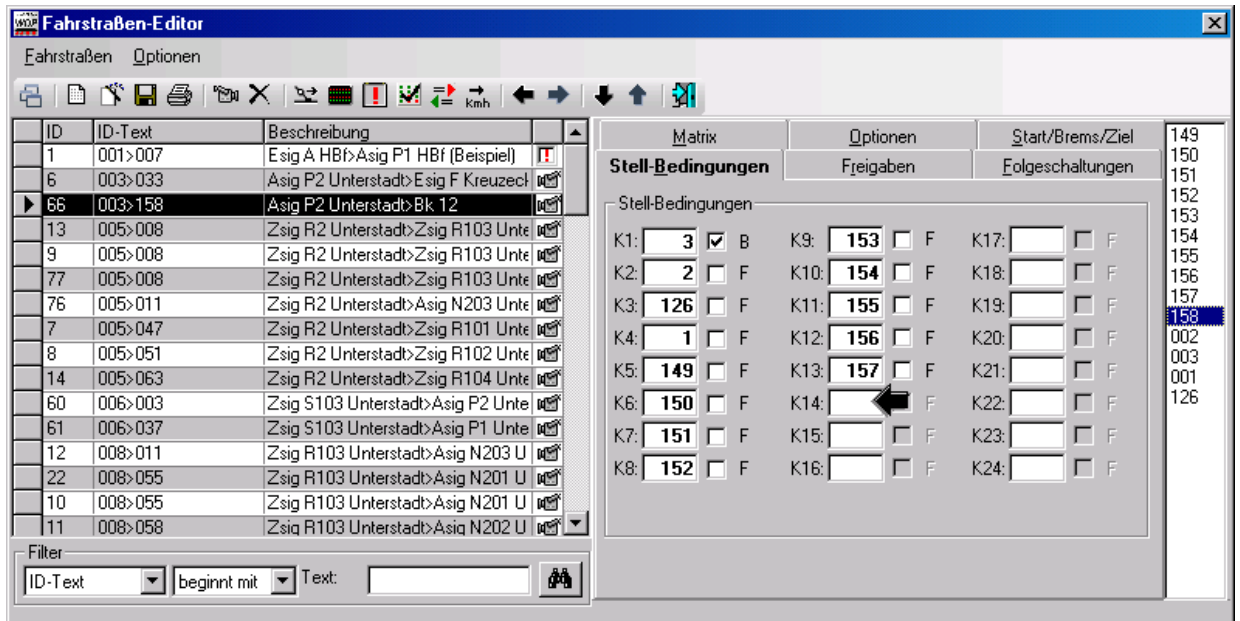 Fahrstraßen-Editor
Fahrstraßen Optionen
Kmh
ID ID-Text Beschreibung
1 001>007 Esig A HBf>Asig P1 HBf (Beispiel)
6 003>033 Asig P2 Unterstadt>Esig F Kreuzeck
66 003>158 Asig P2 Unterstadt>Bk 12
13 005>008 Zsig R2 Unterstadt>Zsig R103 Unte
9 005>008 Zsig R2 Unterstadt>Zsig R103 Unte
77 005>008 Zsig R2 Unterstadt>Zsig R103 Unte
76 005>011 Zsig R2 Unterstadt>Asig N203 Unte
7 005>047 Zsig R2 Unterstadt>Zsig R101 Unte
8 005>051 Zsig R2 Unterstadt>Zsig R102 Unte
14 005>063 Zsig R2 Unterstadt>Zsig R104 Unte
60 006>003 Zsig S103 Unterstadt>Asig P2 Unte
61 006>037 Zsig S103 Unterstadt>Asig P1 Unte
12 008>011 Zsig R103 Unterstadt>Asig N203 U
22 008>055 Zsig R103 Unterstadt>Asig N201 U
10 008>055 Zsig R103 Unterstadt>Asig N201 U
11 008>058 Zsig R103 Unterstadt>Asig N202 U
Filter
ID-Text beginnt mit Text:
Matrix Optionen Start/Brems/Ziel
Stell-Bedingungen Freigaben Folgeschaltungen
Stell-Bedingungen
K1: 3 B K9: 153 F K17: F
K2: 2 F K10: 154 F K18: F
K3: 126 F K11: 155 F K19: F
K4: 1 F K12: 156 F K20: F
K5: 149 F K13: 157 F K21: F
K6: 150 F K14: F K22: F
K7: 151 F K15: F K23: F
K8: 152 F K16: F K24: F
149
150
151
152
153
154
155
156
157
158
002
003
001
126